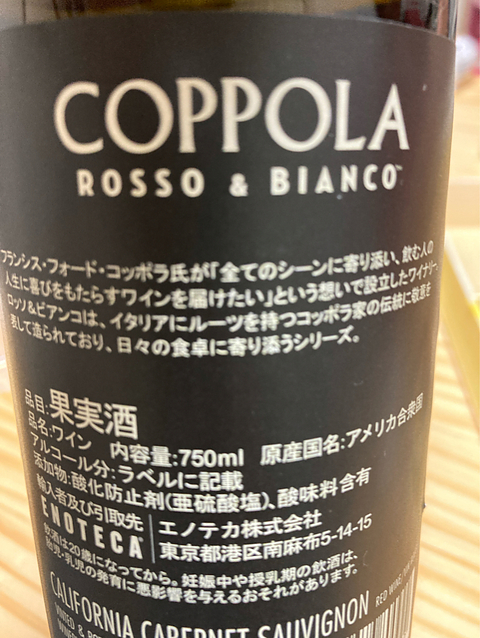 COPPOLA
ROSSO & BIANCO™
フランシス・フォード・コッポラ氏が「全てのシーンに寄り添い、飲む人の
人生に喜びをもたらすワインを届けたい」という想いで設立したワイナリー。
ロッソ&ビアンコは、イタリアにルーツを持つコッポラ家の伝統に敬意を
表して造られており、日々の食卓に寄り添うシリーズ。
品目:果実酒
品名:ワイン 内容量:750ml 原産国名:アメリカ合衆国
アルコール分:ラベルに記載
添加物:酸化防止剤(亜硫酸塩)、酸味料含有
輸入者及び引取先
ENOTECA
エノテカ株式会社
東京都港区南麻布5-14-15
飲酒は20歳になってから。妊娠中や授乳期の飲酒は、
胎児・乳児の発育に悪影響を与えるおそれがあります。
CALIFORNIA CABERNET SAUVIGNON RED WINE
VINED &